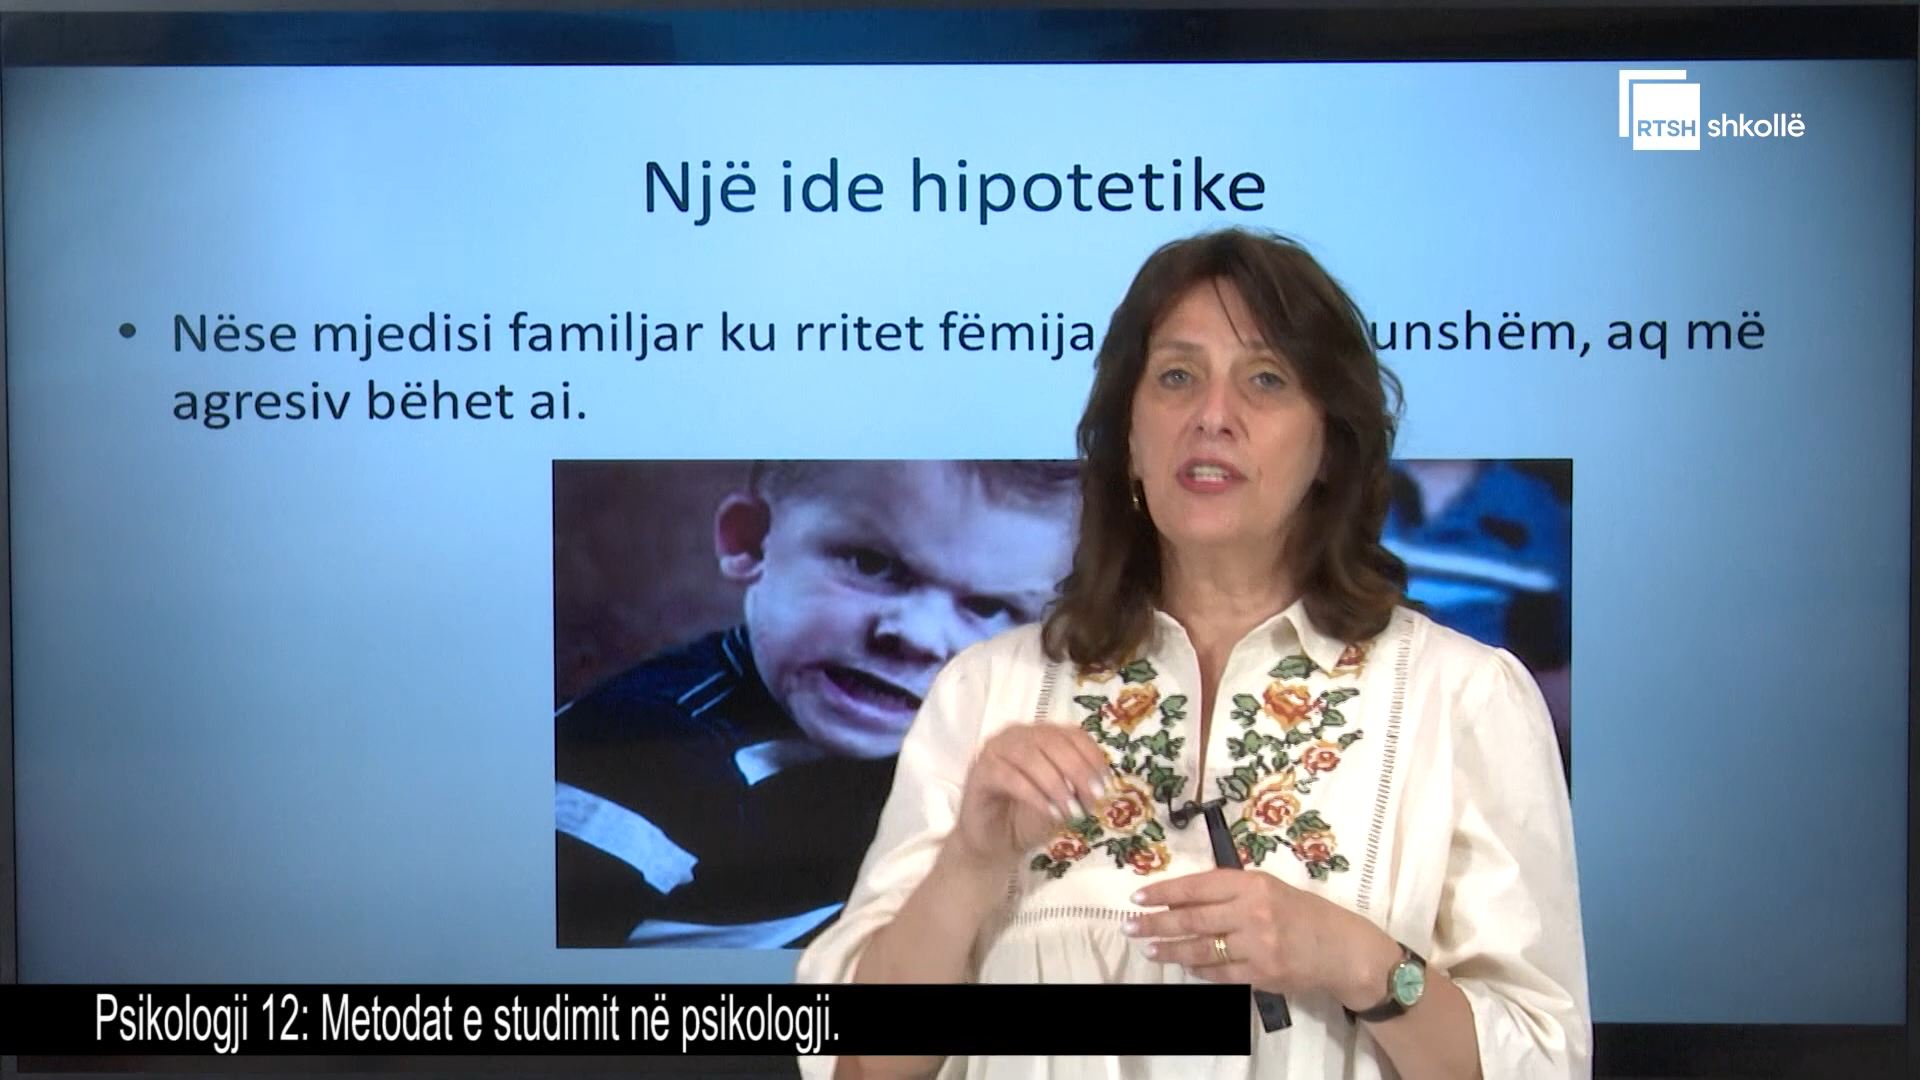 RTSH shkollë
Një ide hipotetike
• Nëse mjedisi familjar ku rritet fëmija unshëm, aq më
agresiv bëhet ai.
Psikologji 12: Metodat e studimit në psikologji.